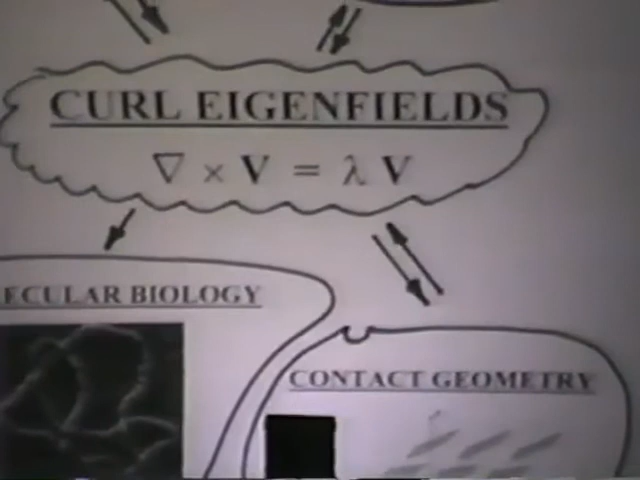 CURL EIGENFIELDS
∇ × V = λ V
ECULAR BIOLOGY
CONTACT GEOMETRY